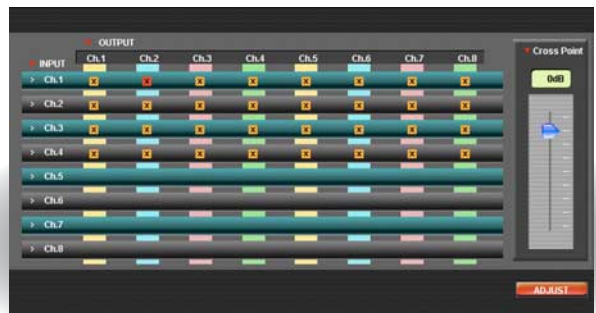 OUTPUT
INPUT Ch.1 Ch.2 Ch.3 Ch.4 Ch.5 Ch.6 Ch.7 Ch.8
Cross Point
0dB
Ch.1 X X X X X X X X
Ch.2 X X X X X X X X
Ch.3 X X X X X X X X
Ch.4 X X X X X X X X
Ch.5
Ch.6
Ch.7
Ch.8
ADJUST